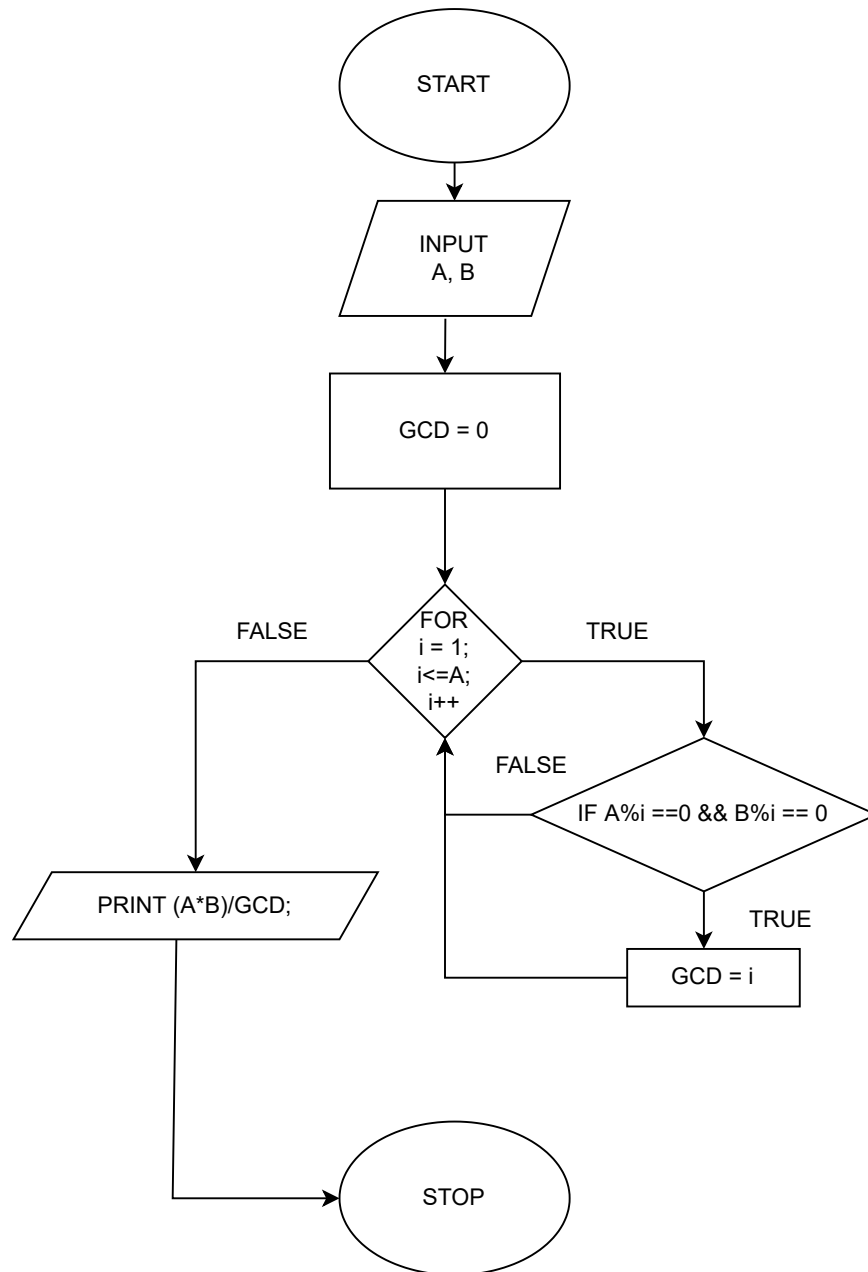 START
INPUT
A, B
GCD = 0
FOR
i = 1;
i<=A;
i++
FALSE
TRUE
FALSE
IF A%i ==0 && B%i == 0
TRUE
GCD = i
PRINT (A*B)/GCD;
STOP